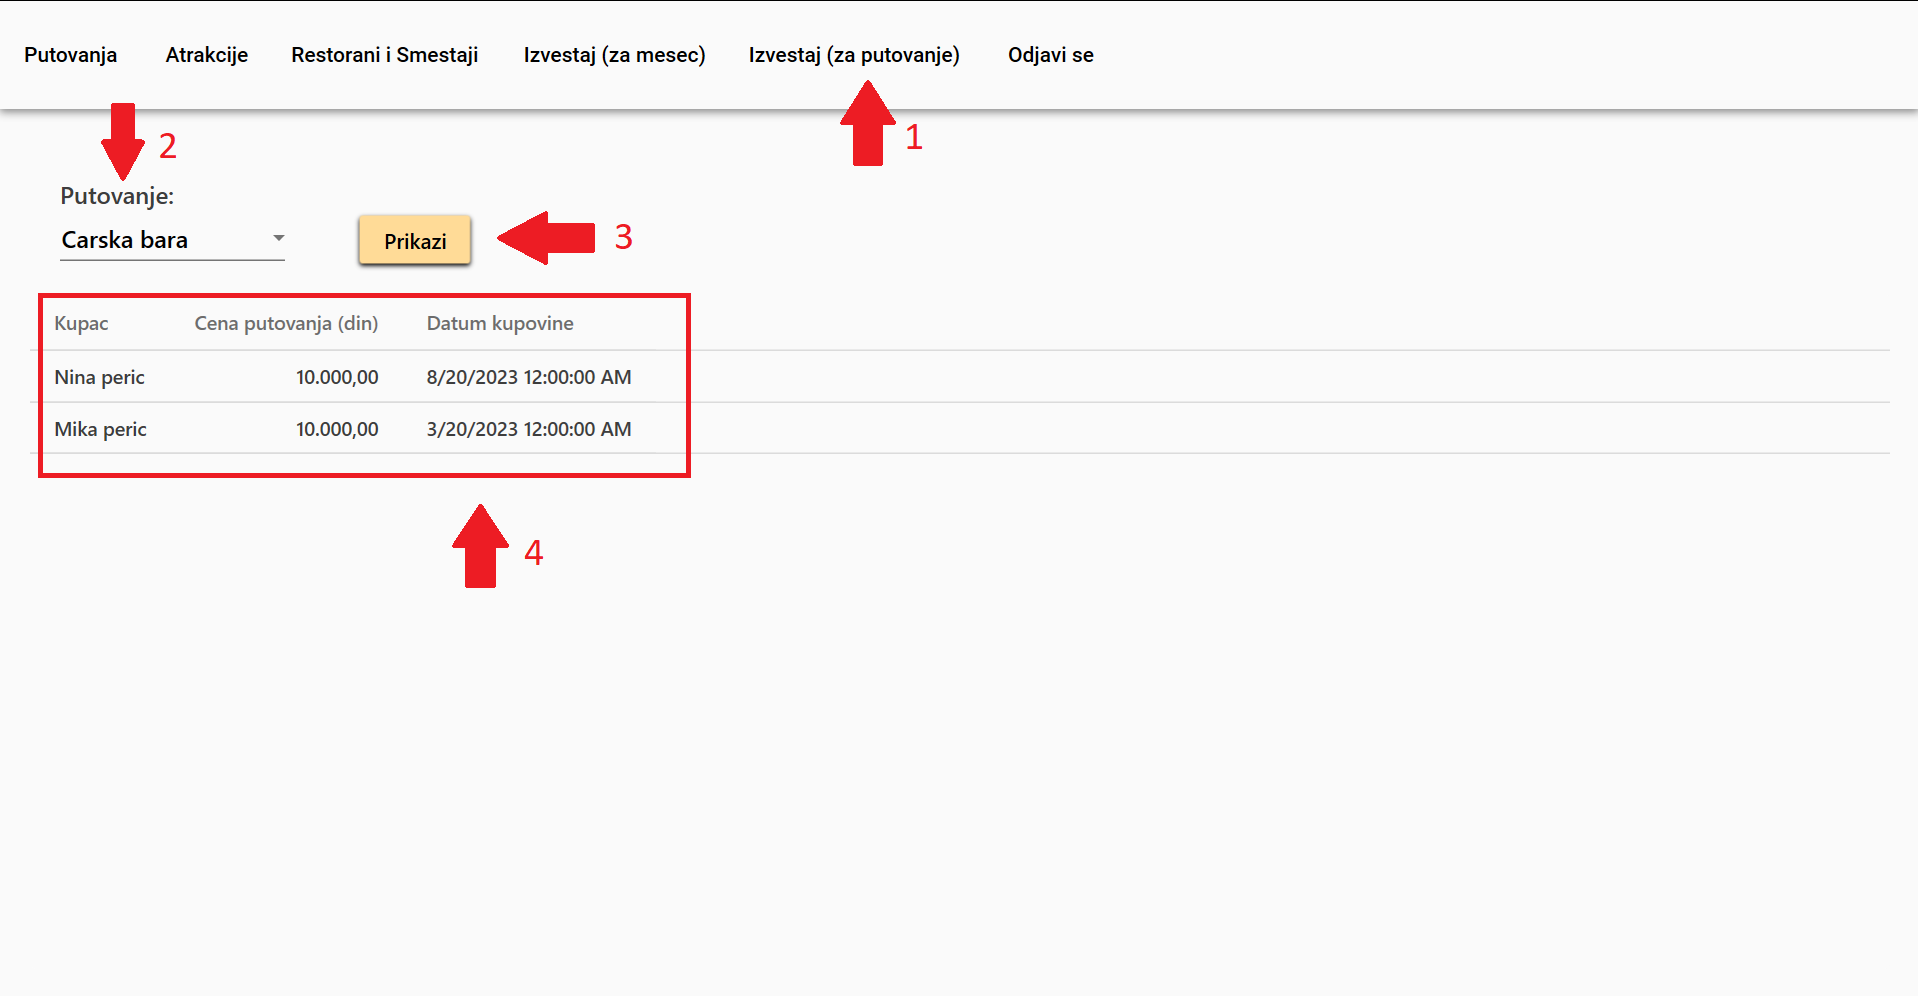 Putovanja Atrakcije Restorani i Smestaji Izvestaj (za mesec) Izvestaj (za putovanje) Odjavi se
1
2
Putovanje:
Carska bara Prikazi 3
Kupac Cena putovanja (din) Datum kupovine
Nina peric 10.000,00 8/20/2023 12:00:00 AM
Mika peric 10.000,00 3/20/2023 12:00:00 AM
4